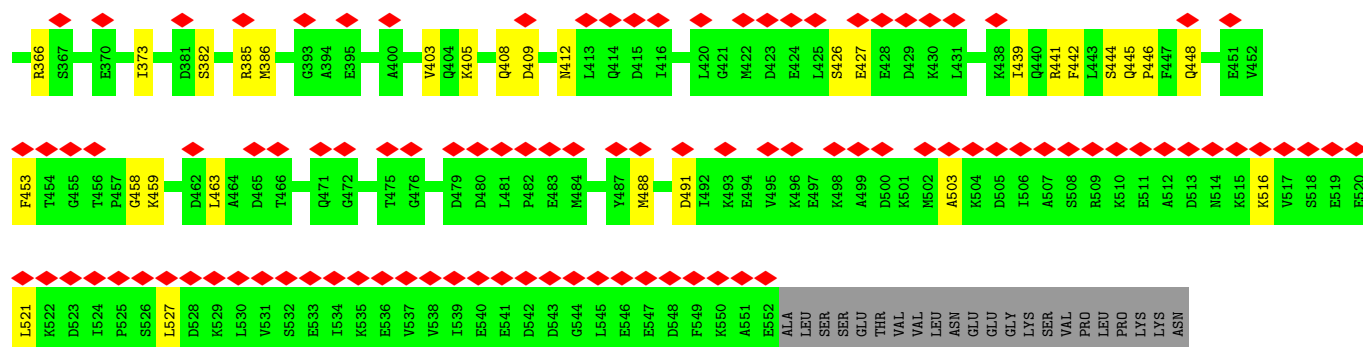 R366 S367 E370 I373 D381 S382 R385 M386 G393 A394 E395 A400 V403 Q404 K405 Q408 D409 N412 L413 Q414 D415 I416 L420 G421 M422 D423 E424 L425 S426 E427 E428 D429 K430 L431 K438 I439 Q440 R441 F442 L443 S444 Q445 P446 F447 Q448 E451 V452
F453 T454 G455 T456 P457 G458 K459 D462 L463 A464 D465 T466 Q471 G472 T475 G476 D479 D480 L481 P482 E483 M484 Y487 M488 D491 I492 K493 E494 V495 K496 E497 K498 A499 D500 K501 M502 A503 K504 D505 I506 A507 S508 R509 K510 E511 A512 D513 N514 K515 K516 V517 S518 E519 E520
L521 K522 D523 I524 P525 S526 L527 D528 K529 L530 V531 S532 E533 I534 K535 E536 V537 V538 I539 E540 E541 D542 D543 G544 L545 E546 E547 D548 F549 K550 A551 E552 ALA LEU SER SER GLU THR VAL VAL LEU ASN GLU GLU GLY LYS SER VAL PRO LEU PRO LYS LYS ASN